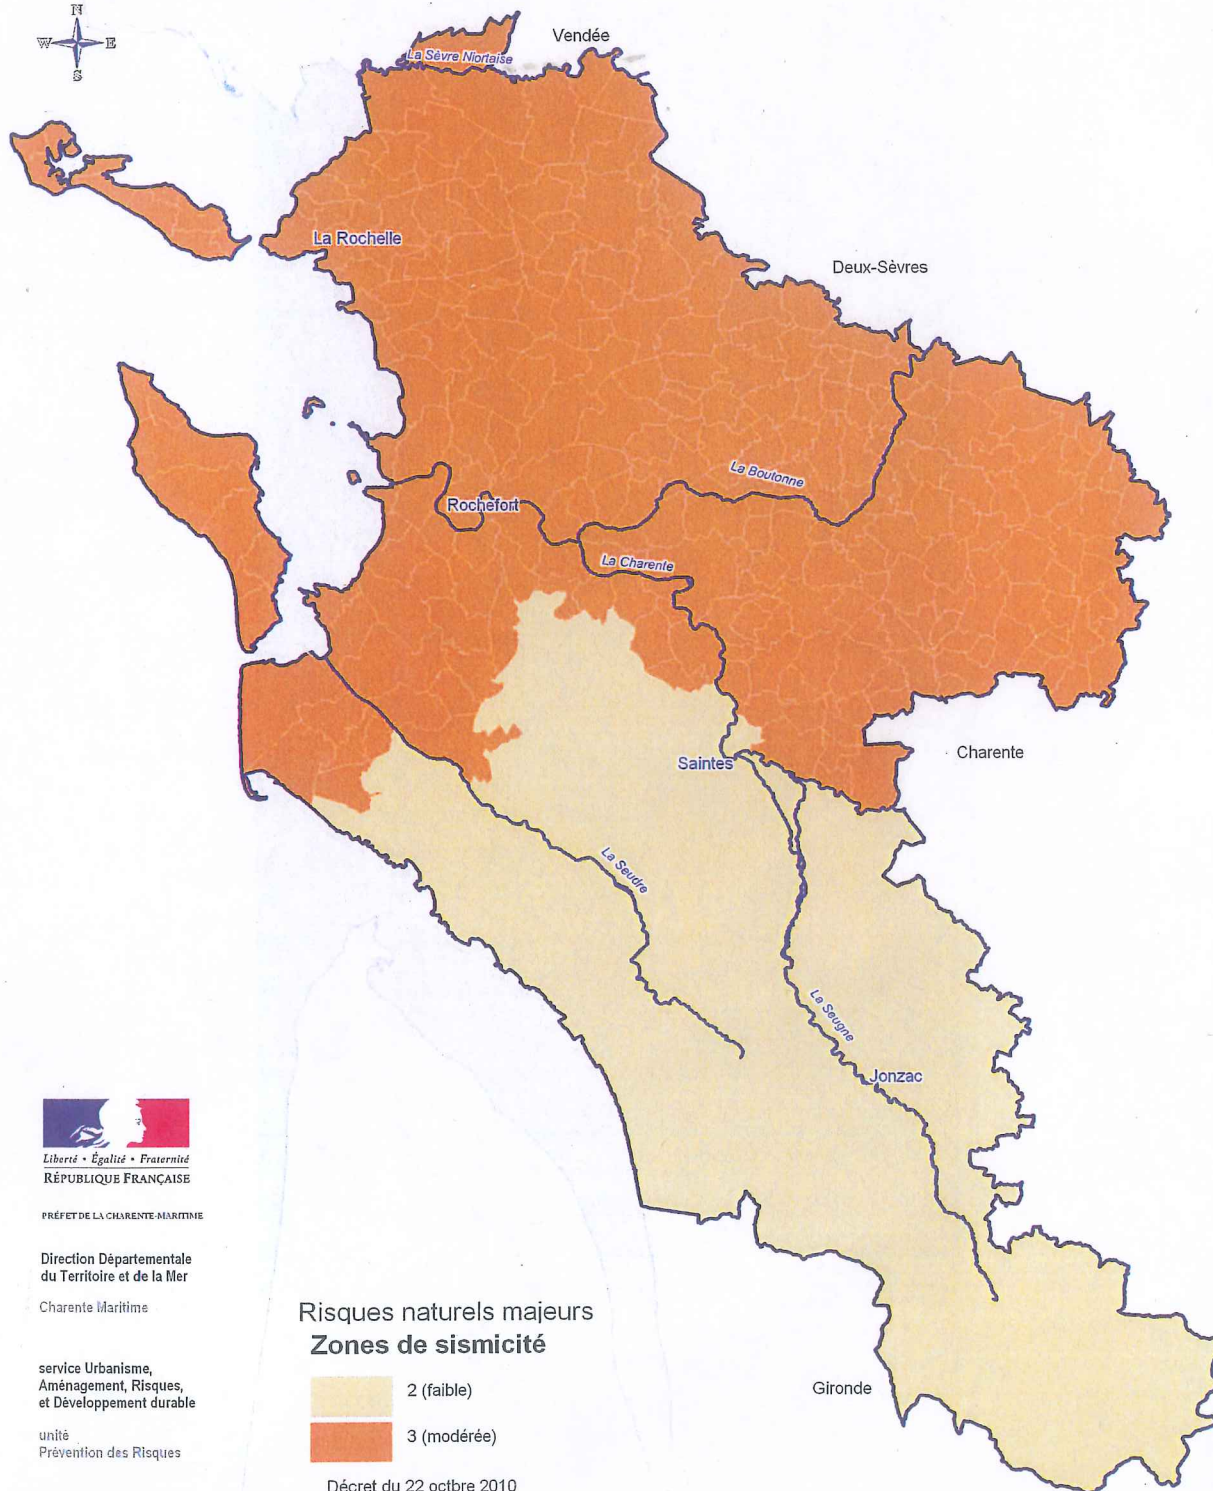 N
W E
S
Vendée
La Sèvre Niortaise
La Rochelle
Deux-Sèvres
La Boutonne
Rochefort
La Charente
Charente
Saintes
La Seudre
La Seugne
Jonzac
Liberté • Égalité • Fraternité
RÉPUBLIQUE FRANÇAISE
PRÉFET DE LA CHARENTE-MARITIME
Direction Départementale
du Territoire et de la Mer
Charente Maritime
service Urbanisme,
Aménagement, Risques,
et Développement durable
unité
Prévention des Risques
Risques naturels majeurs
Zones de sismicité
2 (faible)
3 (modérée)
Gironde
Décret du 22 octbre 2010